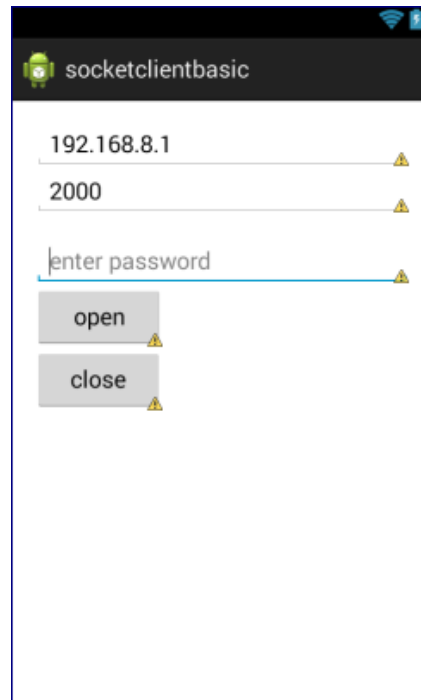 socketclientbasic
192.168.8.1
2000
enter password
open
close